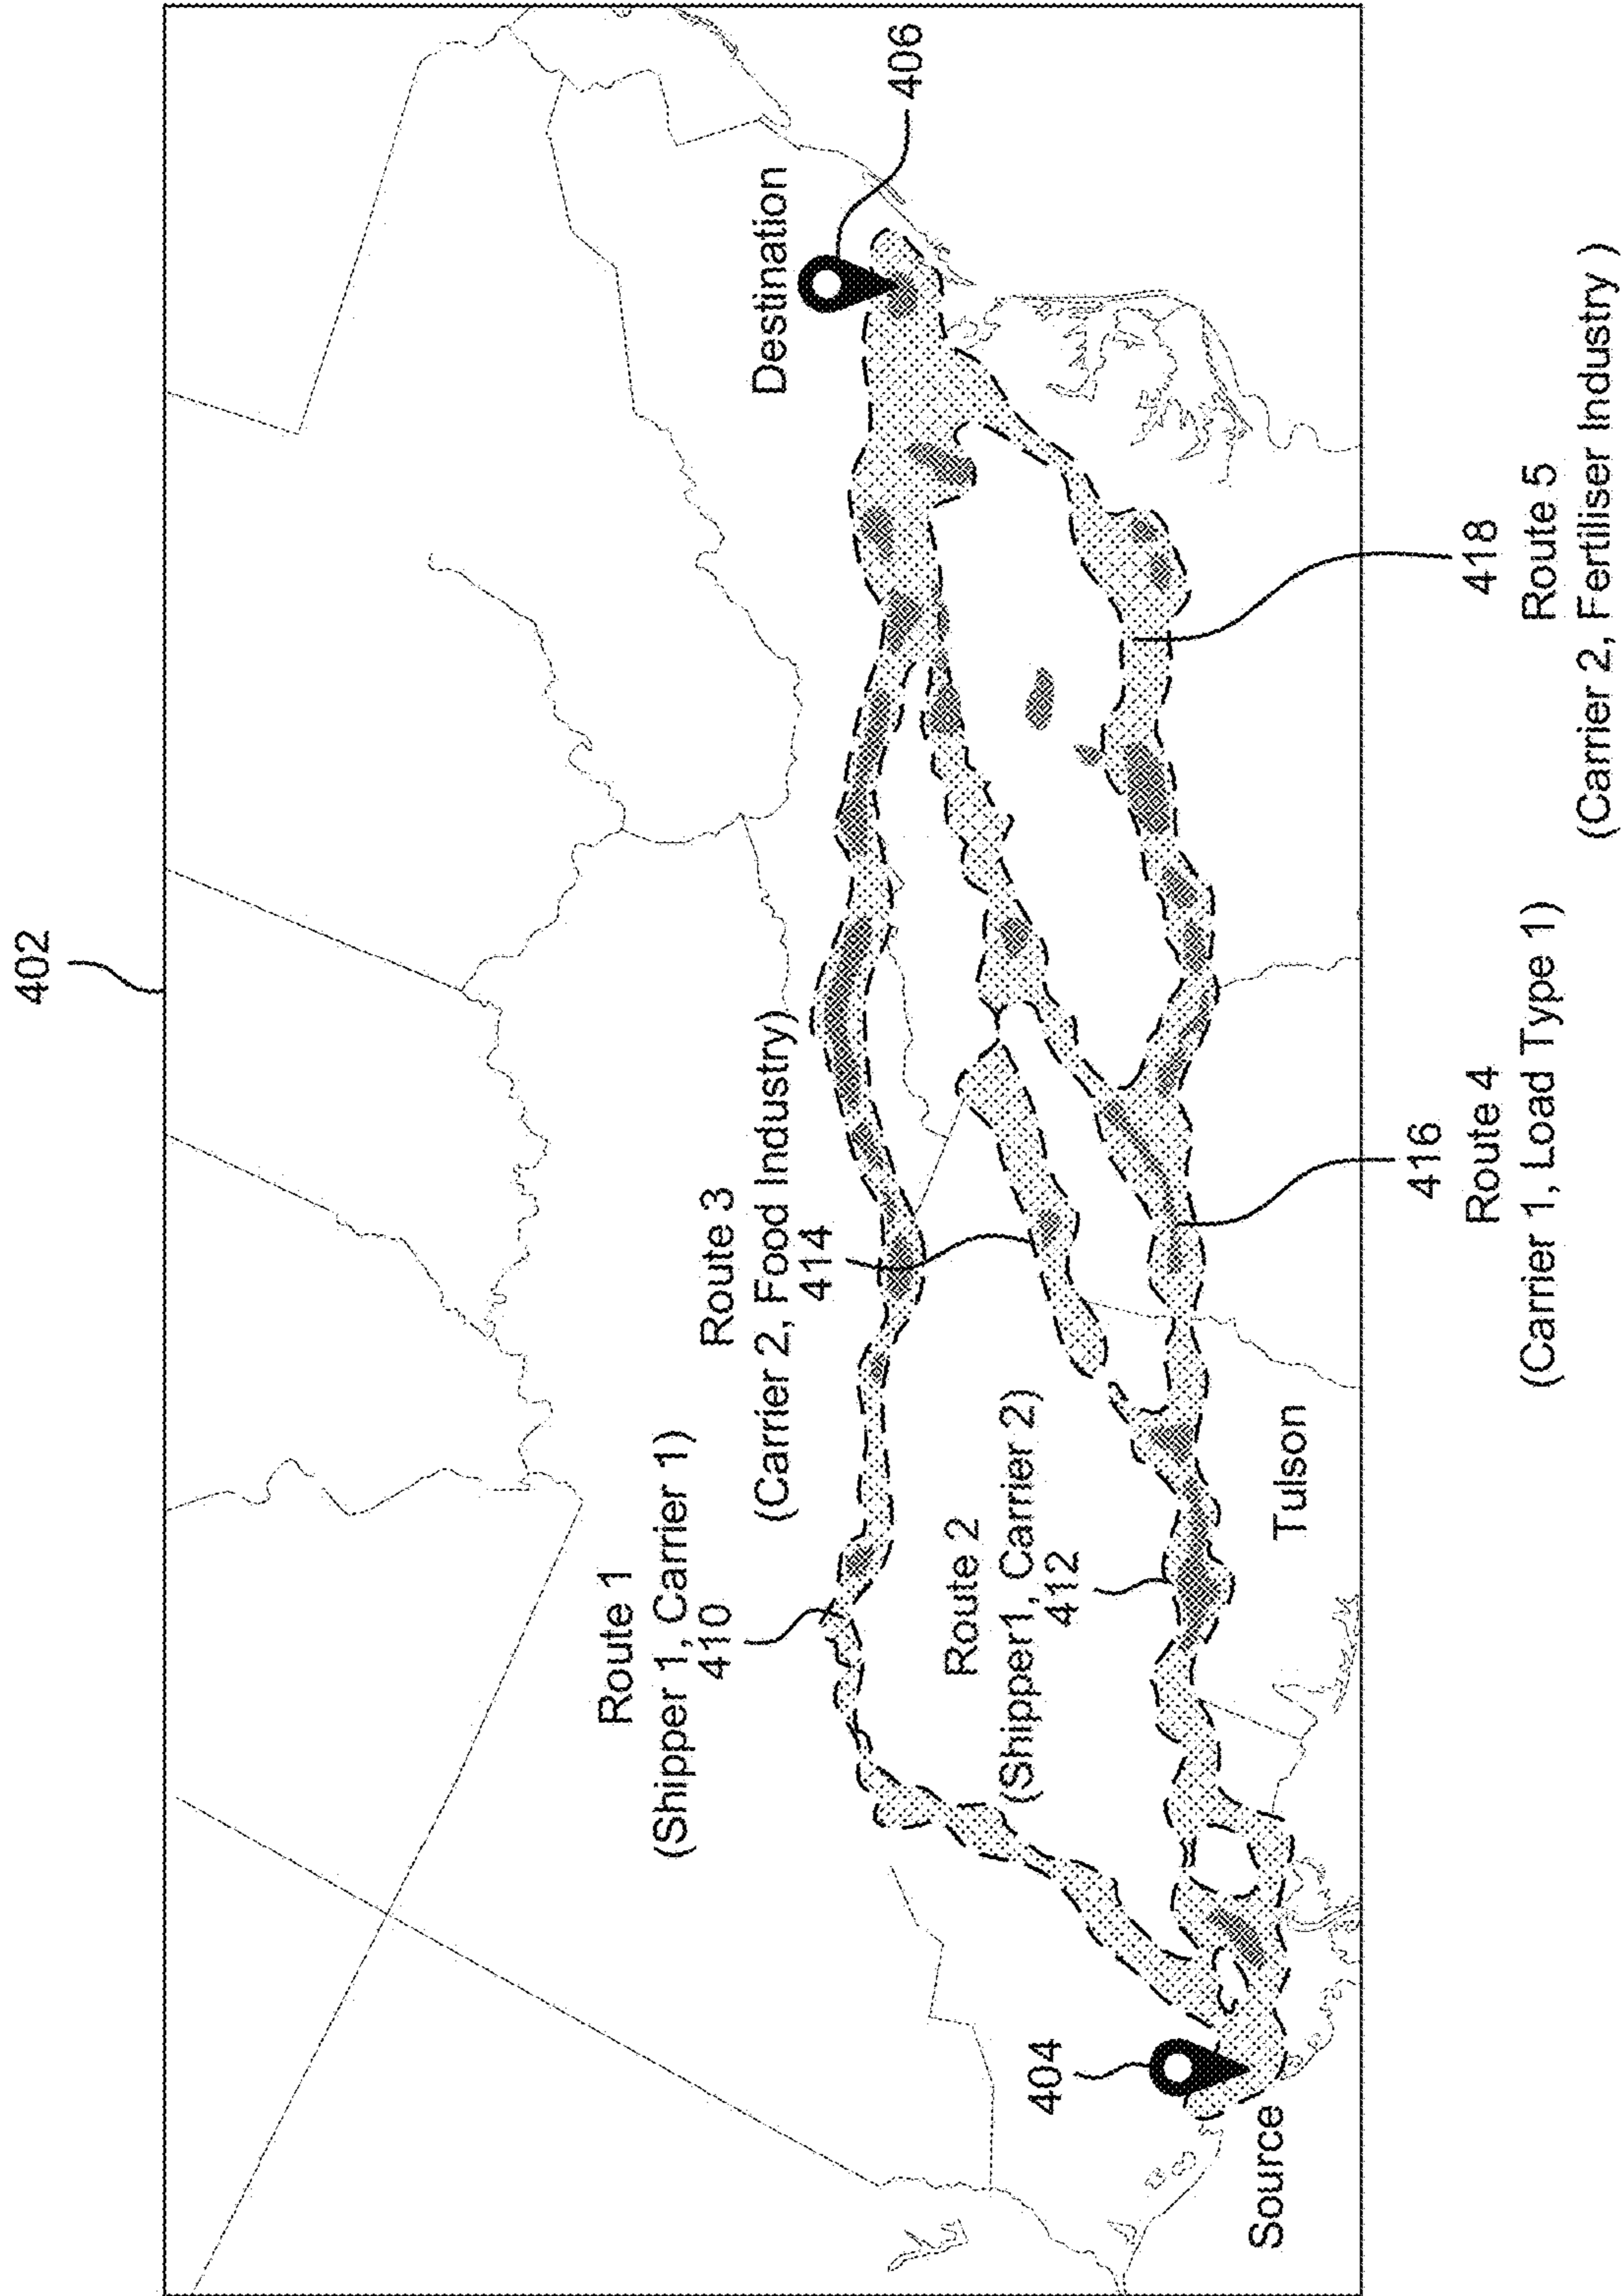 402
406
Destination
Route 3
(Carrier 2, Food Industry)
414
Route 1
(Shipper 1, Carrier 1)
410
Route 2
(Shipper1, Carrier 2)
412
404
Source
Tulson
416
Route 4
(Carrier 1, Load Type 1)
418
Route 5
(Carrier 2, Fertiliser Industry )